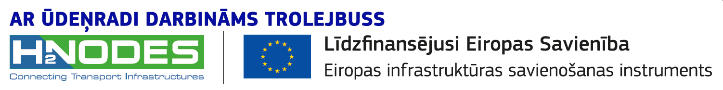 AR ŪDEŅRADI DARBINĀMS TROLEJBUSS
H2NODES
Connecting Transport Infrastructures
Līdzfinansējusi Eiropas Savienība
Eiropas infrastruktūras savienošanas instruments